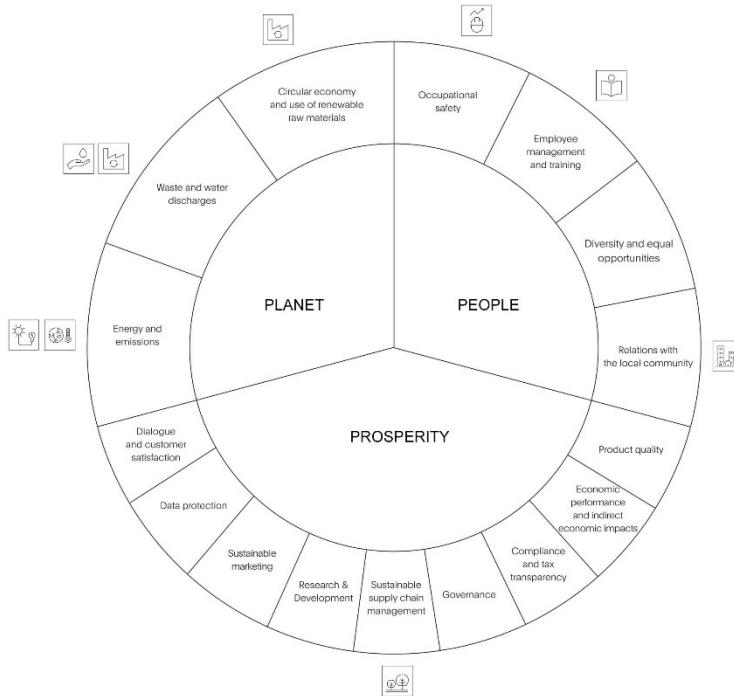 Circular economy
and use of renewable
raw materials
Occupational
safety
Employee
management
and training
Waste and water
discharges
Diversity and equal
opportunities
PLANET
PEOPLE
Energy and
emissions
Relations with
the local community
PROSPERITY
Dialogue
and customer
satisfaction
Product quality
Data protection
Economic
performance
and indirect
economic impacts
Sustainable
marketing
Compliance
and tax
transparency
Research &
Development
Sustainable
supply chain
management
Governance